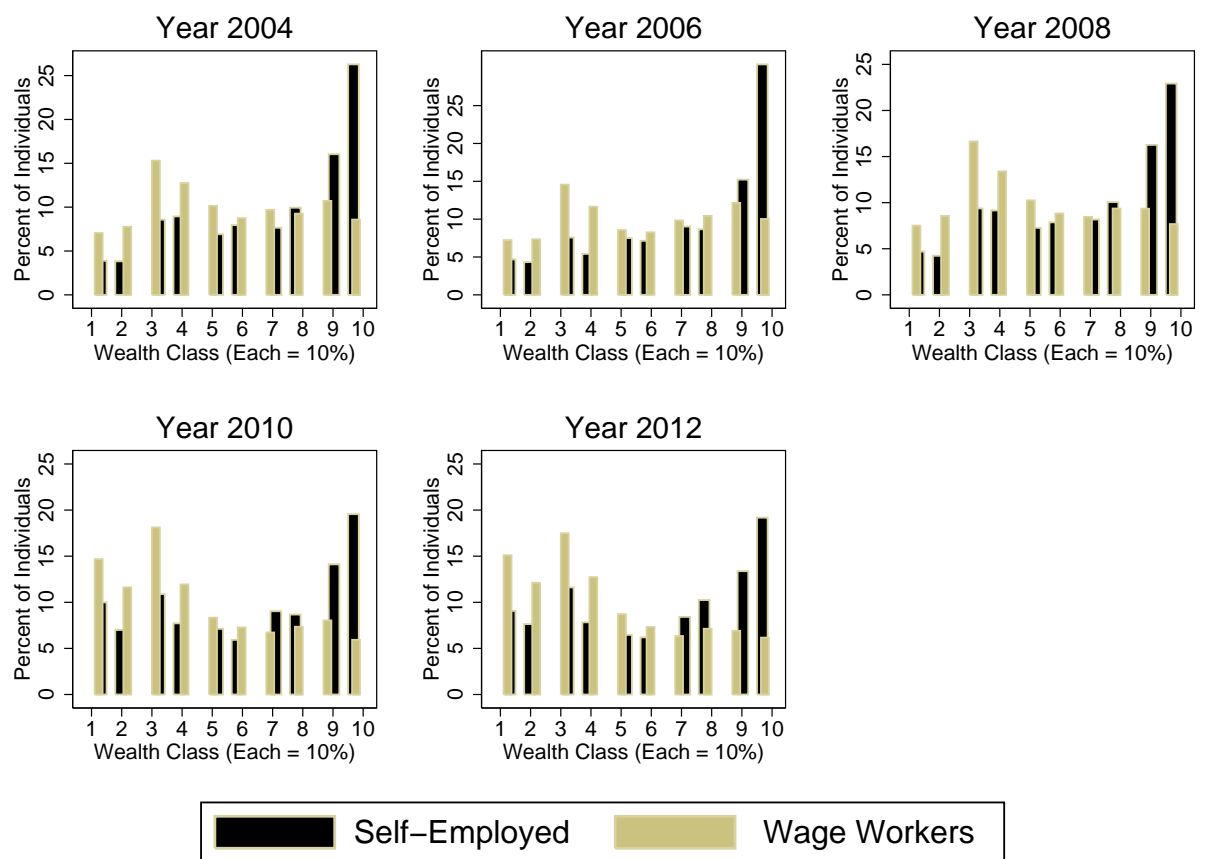 Year 2004
Percent of Individuals
0 5 10 15 20 25
1 2 3 4 5 6 7 8 9 10
Wealth Class (Each = 10%)
Year 2006
Percent of Individuals
0 5 10 15 20 25
1 2 3 4 5 6 7 8 9 10
Wealth Class (Each = 10%)
Year 2008
Percent of Individuals
0 5 10 15 20 25
1 2 3 4 5 6 7 8 9 10
Wealth Class (Each = 10%)
Year 2010
Percent of Individuals
0 5 10 15 20 25
1 2 3 4 5 6 7 8 9 10
Wealth Class (Each = 10%)
Year 2012
Percent of Individuals
0 5 10 15 20 25
1 2 3 4 5 6 7 8 9 10
Wealth Class (Each = 10%)
Self−Employed Wage Workers